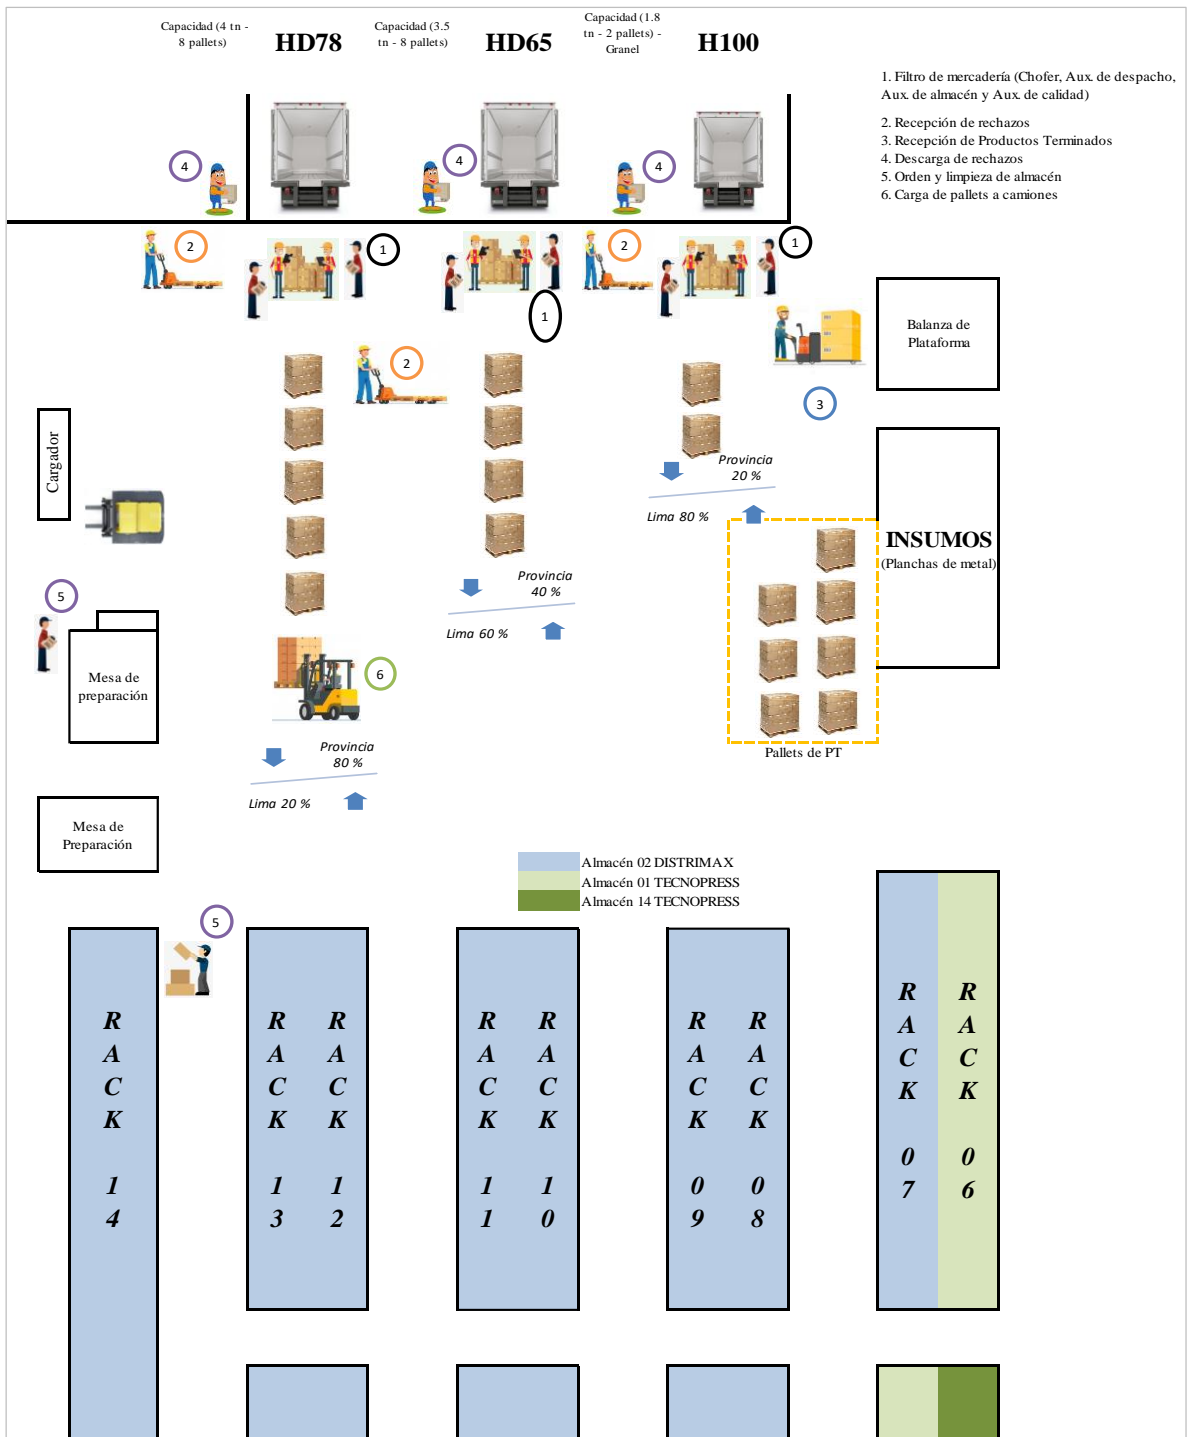 Capacidad (4 tn -
8 pallets)
HD78
Capacidad (3.5
tn - 8 pallets)
HD65
Capacidad (1.8
tn - 2 pallets) -
Granel
H100
1. Filtro de mercadería (Chofer, Aux. de despacho,
Aux. de almacén y Aux. de calidad)
2. Recepción de rechazos
3. Recepción de Productos Terminados
4. Descarga de rechazos
5. Orden y limpieza de almacén
6. Carga de pallets a camiones
4
4
4
2
1
2
1
1
2
3
Balanza de
Plataforma
Cargador
Provincia
20 %
Lima 80 %
INSUMOS
(Planchas de metal)
Provincia
40 %
Lima 60 %
5
Mesa de
preparación
6
Provincia
80 %
Lima 20 %
Pallets de PT
Mesa de
Preparación
Almacén 02 DISTRIMAX
Almacén 01 TECNOPRESS
Almacén 14 TECNOPRESS
5
RACK 14
RACK 13
RACK 12
RACK 11
RACK 10
RACK 09
RACK 08
RACK 07
RACK 06